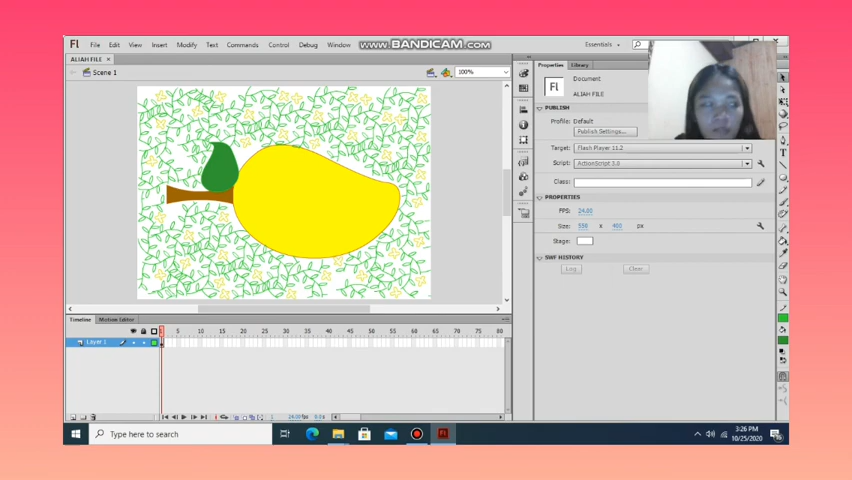 Fl File Edit View Insert Modify Text Commands Control Debug Window www.BANDICAM.com Essentials
ALIAH FILE ×
Scene 1
100%
Properties Library
Fl
Document
ALIAH FILE
PUBLISH
Profile: Default
Publish Settings...
Target: Flash Player 11.2
Script: ActionScript 3.0
Class:
PROPERTIES
FPS: 24.00
Size: 550 x 400 px
Stage:
SWF HISTORY
Log Clear
Timeline Motion Editor
5 10 15 20 25 30 35 40 45 50 55 60 65 70 75 80
Layer 1
1 24.00 fps 0.0 s
Type here to search
Fl
3:26 PM
10/25/2020